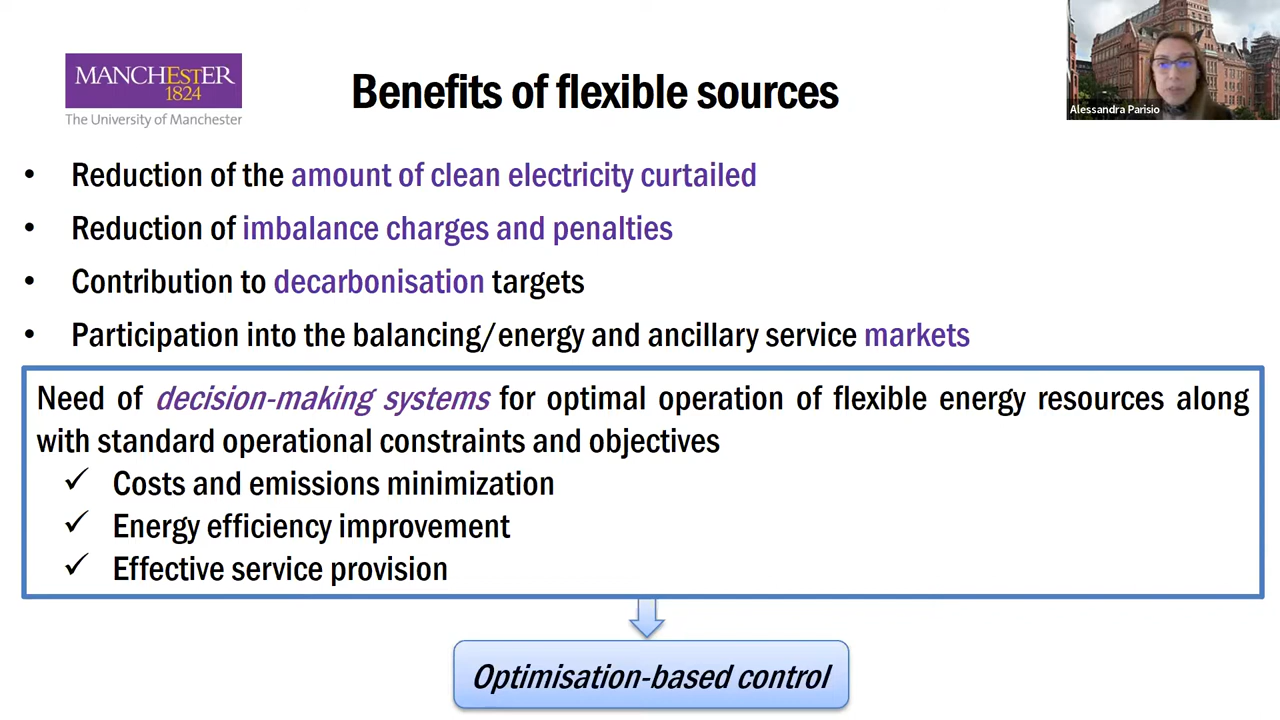 MANCHESTER
1824
The University of Manchester
Benefits of flexible sources
Alessandra Parisio
• Reduction of the amount of clean electricity curtailed
• Reduction of imbalance charges and penalties
• Contribution to decarbonisation targets
• Participation into the balancing/energy and ancillary service markets
Need of decision-making systems for optimal operation of flexible energy resources along
with standard operational constraints and objectives
✓ Costs and emissions minimization
✓ Energy efficiency improvement
✓ Effective service provision
Optimisation-based control